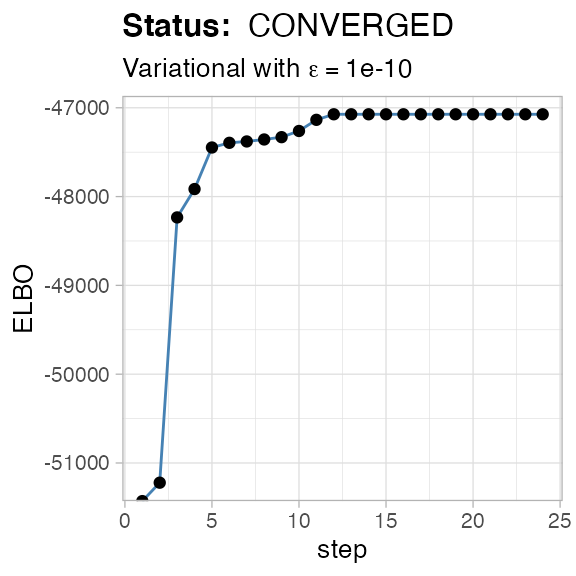 Status: CONVERGED
Variational with ε = 1e-10
ELBO
-47000
-48000
-49000
-50000
-51000
0 5 10 15 20 25
step